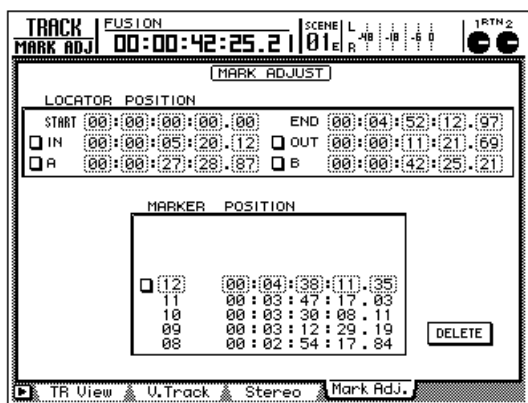 TRACK
MARK ADJ
FUSION
00:00:42:25.21
SCENE
01E
L -48 -18 -6 0
R
1RTN2
MARK ADJUST
LOCATOR POSITION
START 00:00:00:00.00 END 00:04:52:12.97
IN 00:00:05:20.12 OUT 00:00:11:21.69
A 00:00:27:28.87 B 00:00:42:25.21
MARKER POSITION
12 00:04:38:11.35
11 00:03:47:17.03
10 00:03:30:08.11
09 00:03:12:29.19
08 00:02:54:17.84
DELETE
TR View V.Track Stereo Mark Adj.